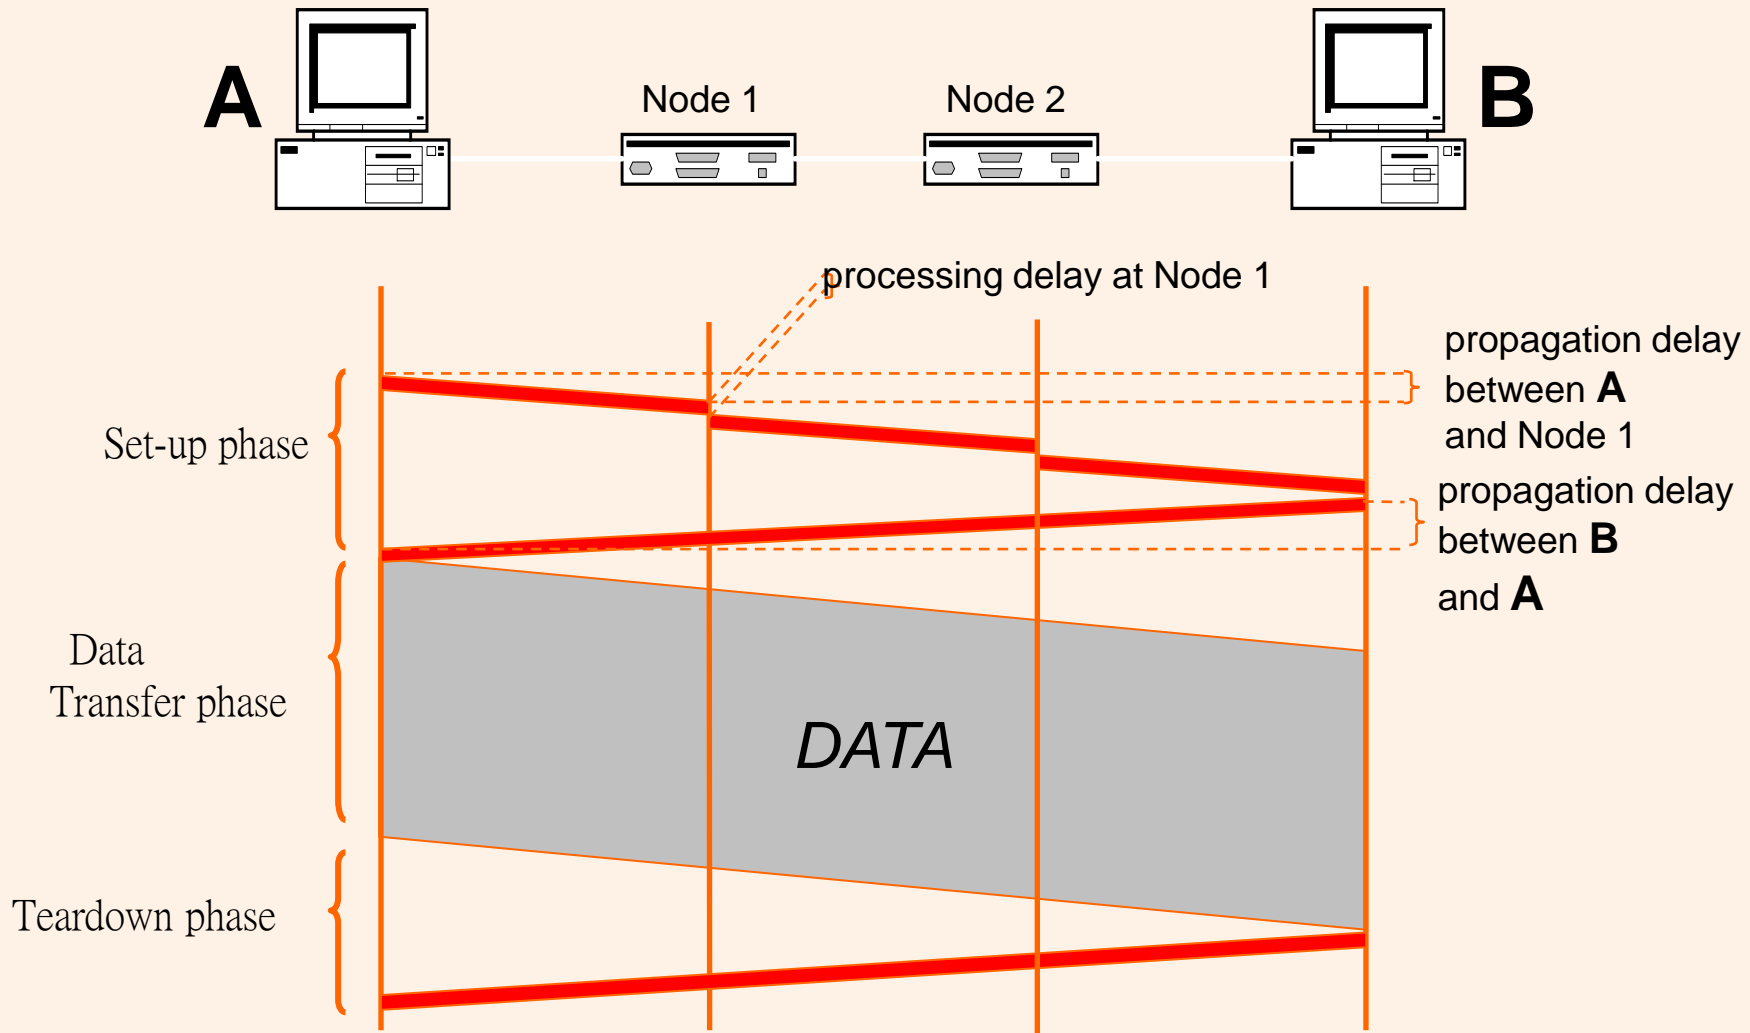 A
Node 1
Node 2
B
processing delay at Node 1
propagation delay
between A
and Node 1
Set-up phase
propagation delay
between B
and A
Data
Transfer phase
DATA
Teardown phase